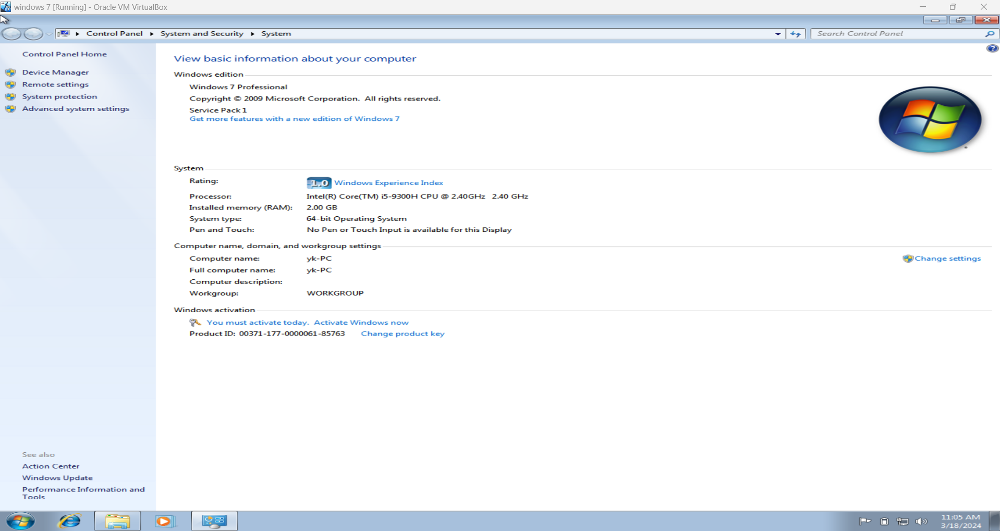 windows 7 [Running] - Oracle VM VirtualBox
Control Panel System and Security System
Search Control Panel
Control Panel Home
Device Manager
Remote settings
System protection
Advanced system settings
See also
Action Center
Windows Update
Performance Information and
Tools
View basic information about your computer
Windows edition
Windows 7 Professional
Copyright © 2009 Microsoft Corporation. All rights reserved.
Service Pack 1
Get more features with a new edition of Windows 7
System
Rating: 1.0 Windows Experience Index
Processor: Intel(R) Core(TM) i5-9300H CPU @ 2.40GHz 2.40 GHz
Installed memory (RAM): 2.00 GB
System type: 64-bit Operating System
Pen and Touch: No Pen or Touch Input is available for this Display
Computer name, domain, and workgroup settings
Computer name: yk-PC Change settings
Full computer name: yk-PC
Computer description:
Workgroup: WORKGROUP
Windows activation
You must activate today. Activate Windows now
Product ID: 00371-177-0000061-85763 Change product key
11:05 AM
3/18/2024